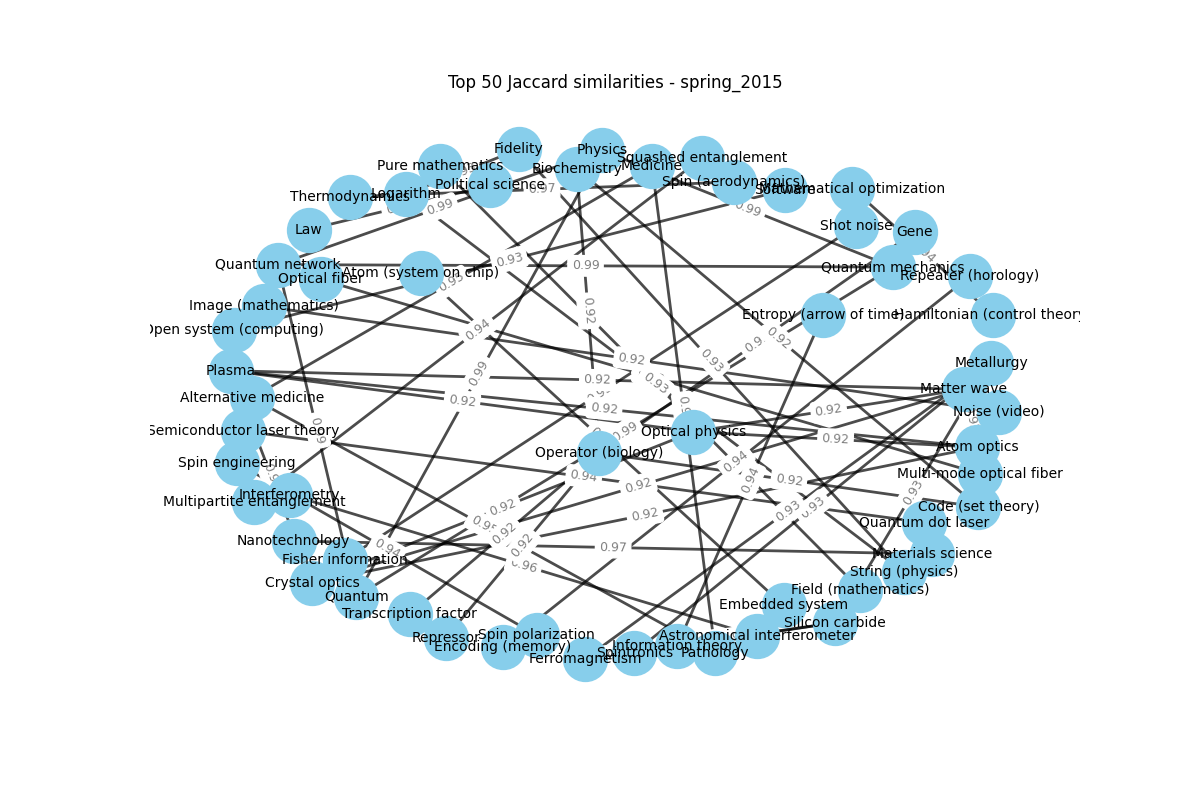 Top 50 Jaccard similarities - spring_2015
Fidelity
Physics
Squashed entanglement
Pure mathematics
Biochemistry
Medicine
Spin (aerodynamics)
Political science
Logarithm
Thermodynamics
Software
Mathematical optimization
0.97
0.99
0.99
Law
Shot noise
Gene
Quantum network
0.93
0.99
Quantum mechanics
Optical fiber
Atom (system on chip)
Repeater (horology)
Image (mathematics)
0.92
Entropy (arrow of time)
Hamiltonian (control theory
Open system (computing)
0.94
0.92
0.92
0.93
Metallurgy
Plasma
0.99
0.92
0.93
Matter wave
Alternative medicine
0.92
0.92
0.92
Noise (video)
Semiconductor laser theory
0.99
Optical physics
0.92
Atom optics
Spin engineering
Operator (biology)
0.94
Multi-mode optical fiber
0.94
0.92
0.92
0.94
0.93
Interferometry
Multipartite entanglement
0.92
0.92
0.93
0.93
Code (set theory)
Quantum dot laser
Nanotechnology
0.94
0.92
0.92
0.97
Materials science
Fisher information
0.96
String (physics)
Crystal optics
Field (mathematics)
Quantum
Embedded system
Transcription factor
Silicon carbide
Repressor
Spin polarization
Astronomical interferometer
Encoding (memory)
Information theory
Ferromagnetism
Spintronics
Pathology